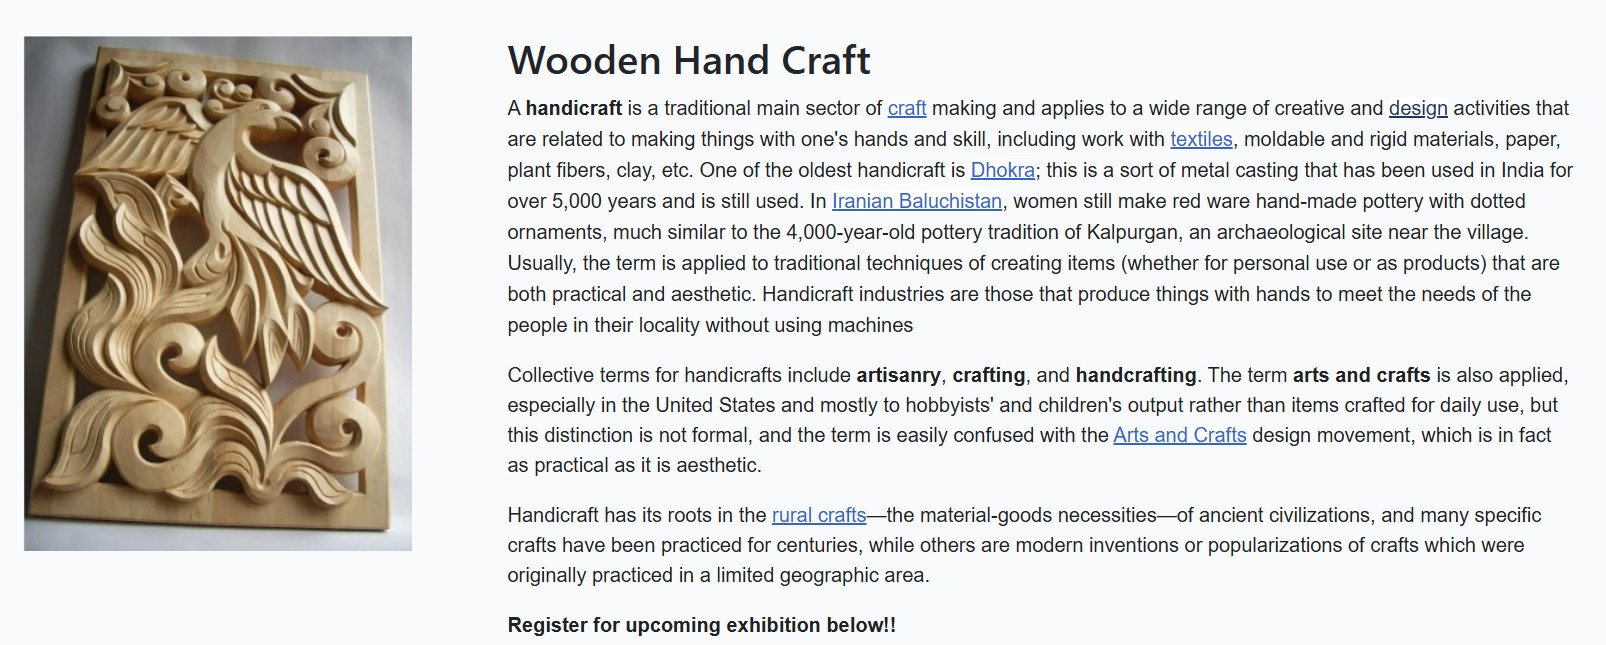 Wooden Hand Craft
A handicraft is a traditional main sector of craft making and applies to a wide range of creative and design activities that
are related to making things with one's hands and skill, including work with textiles, moldable and rigid materials, paper,
plant fibers, clay, etc. One of the oldest handicraft is Dhokra; this is a sort of metal casting that has been used in India for
over 5,000 years and is still used. In Iranian Baluchistan, women still make red ware hand-made pottery with dotted
ornaments, much similar to the 4,000-year-old pottery tradition of Kalpurgan, an archaeological site near the village.
Usually, the term is applied to traditional techniques of creating items (whether for personal use or as products) that are
both practical and aesthetic. Handicraft industries are those that produce things with hands to meet the needs of the
people in their locality without using machines
Collective terms for handicrafts include artisanry, crafting, and handcrafting. The term arts and crafts is also applied,
especially in the United States and mostly to hobbyists' and children's output rather than items crafted for daily use, but
this distinction is not formal, and the term is easily confused with the Arts and Crafts design movement, which is in fact
as practical as it is aesthetic.
Handicraft has its roots in the rural crafts—the material-goods necessities—of ancient civilizations, and many specific
crafts have been practiced for centuries, while others are modern inventions or popularizations of crafts which were
originally practiced in a limited geographic area.
Register for upcoming exhibition below!!